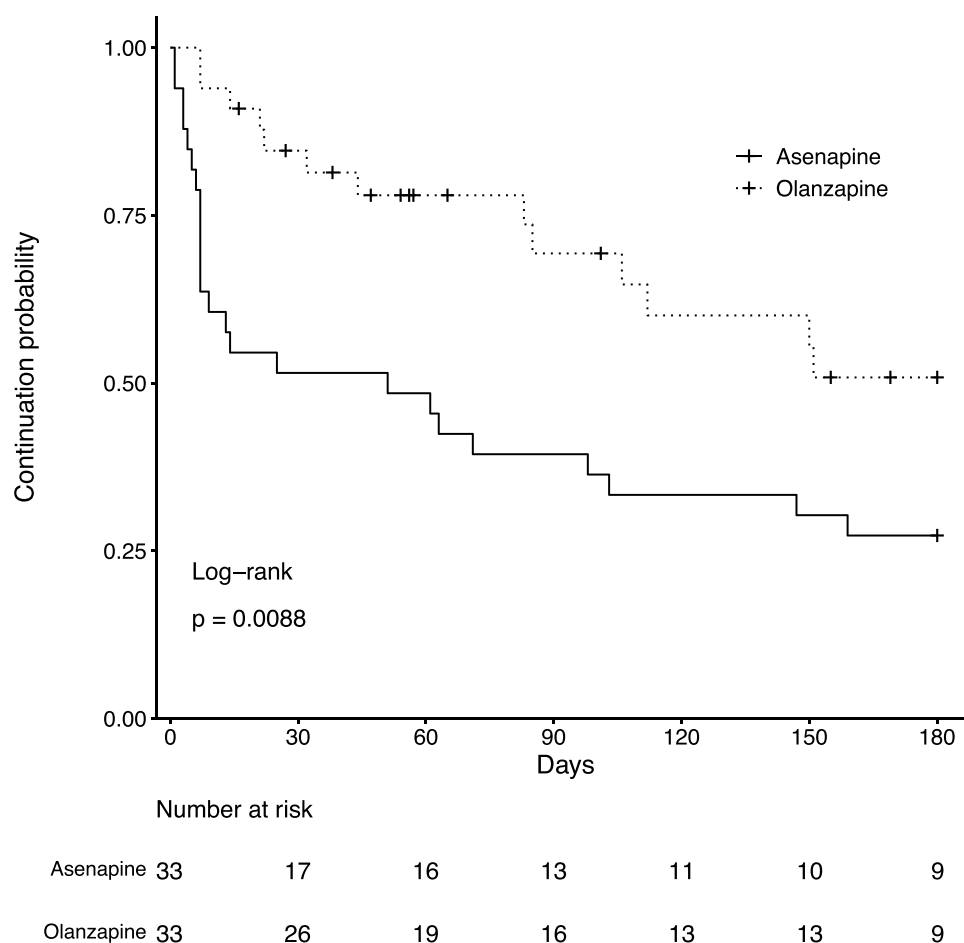 1.00
0.75
0.50
0.25
0.00
Continuation probability
Asenapine
Olanzapine
Log−rank
p = 0.0088
0 30 60 90 120 150 180
Days
Number at risk
Asenapine 33 17 16 13 11 10 9
Olanzapine 33 26 19 16 13 13 9